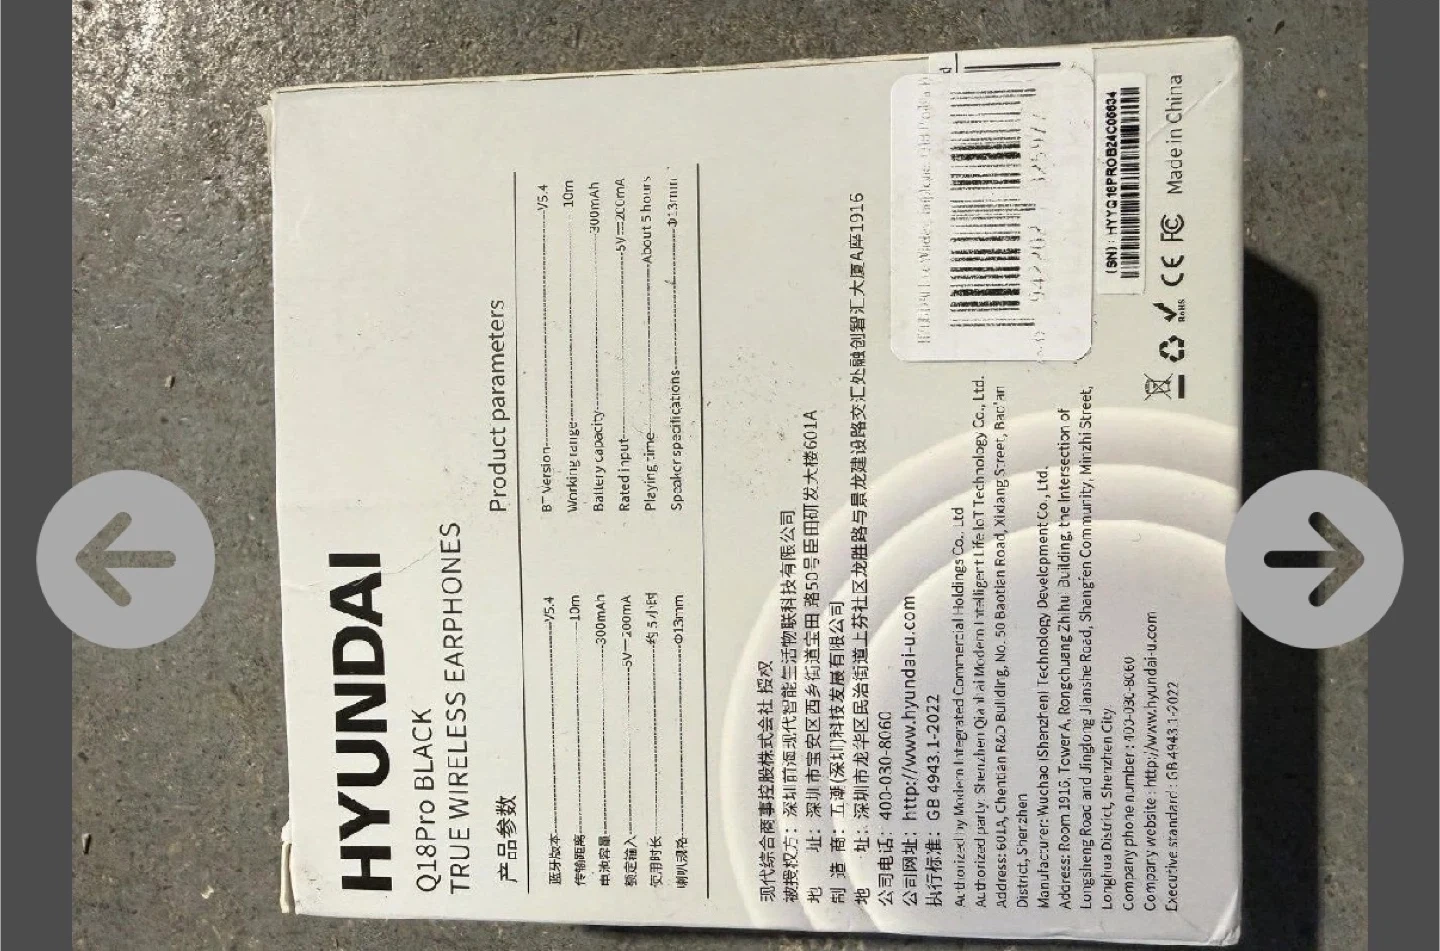 HYUNDAI
Q18Pro BLACK
TRUE WIRELESS EARPHONES
产品参数
蓝牙版本 V5.4
传输距离 10m
电池容量 300mAh
额定输入 5V 200mA
使用时长 约5小时
喇叭规格 Φ13mm
Product parameters
BT version V5.4
Working range 10m
Battery capacity 300mAh
Rated input 5V 200mA
Playing time About 5 hours
Speaker specifications Φ13mm
现代综合商事控股株式会社 授权
被授权方：深圳前海现代智能生活物联科技有限公司
地 址：深圳市宝安区西乡街道宝田 路50号臣田研发大楼601A
制 造 商：五潮(深圳)科技发展有限公司
地 址：深圳市龙华区民治街道上芬社区龙胜路与景龙建设路交汇处融创智汇大厦A座1916
公司电话：400-030-8060
公司网址：http://www.hyundai-u.com
执行标准：GB 4943.1-2022
Authorized by Modern Integrated Commercial Holdings Co., Ltd
Authorized party: Shenzhen Qianhai Modern Intelligent Life IoT Technology Co., Ltd.
Address: 601A, Chentian R&D Building, No. 50 Baotian Road, Xixiang Street, Bao'an
District, Shenzhen
Manufacturer: Wuchao (Shenzhen) Technology Development Co., Ltd.
Address: Room 1916, Tower A, Rongchuang Zhihui Building, the Intersection of
Longsheng Road and Jinglong Jianshe Road, Shangfen Community, Minzhi Street,
Longhua District, Shenzhen City
Company phone number: 400-030-8060
Company website: http://www.hyundai-u.com
Executive standard: GB 4943.1-2022
(SN): HYYQ18PROB24C06634
RoHS CE FC Made in China